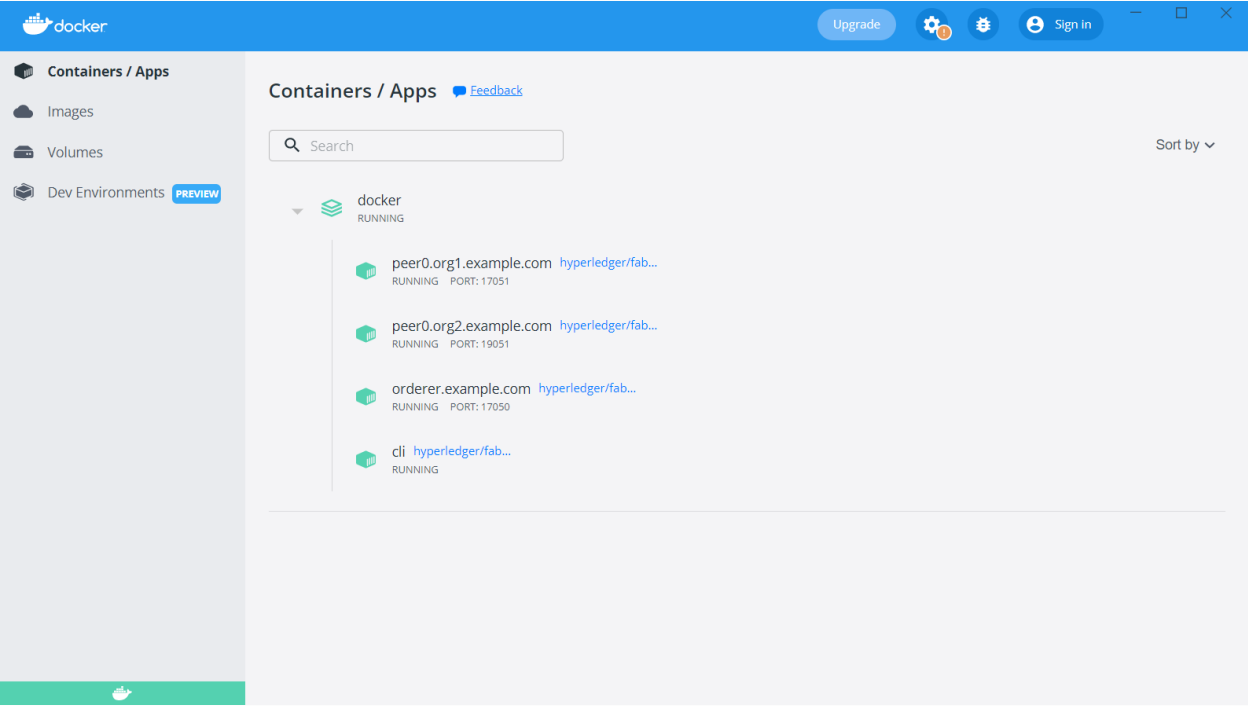 docker
Upgrade
Sign in
Containers / Apps
Images
Volumes
Dev Environments PREVIEW
Containers / Apps Feedback
Search
Sort by
docker
RUNNING
peer0.org1.example.com hyperledger/fab...
RUNNING PORT: 17051
peer0.org2.example.com hyperledger/fab...
RUNNING PORT: 19051
orderer.example.com hyperledger/fab...
RUNNING PORT: 17050
cli hyperledger/fab...
RUNNING